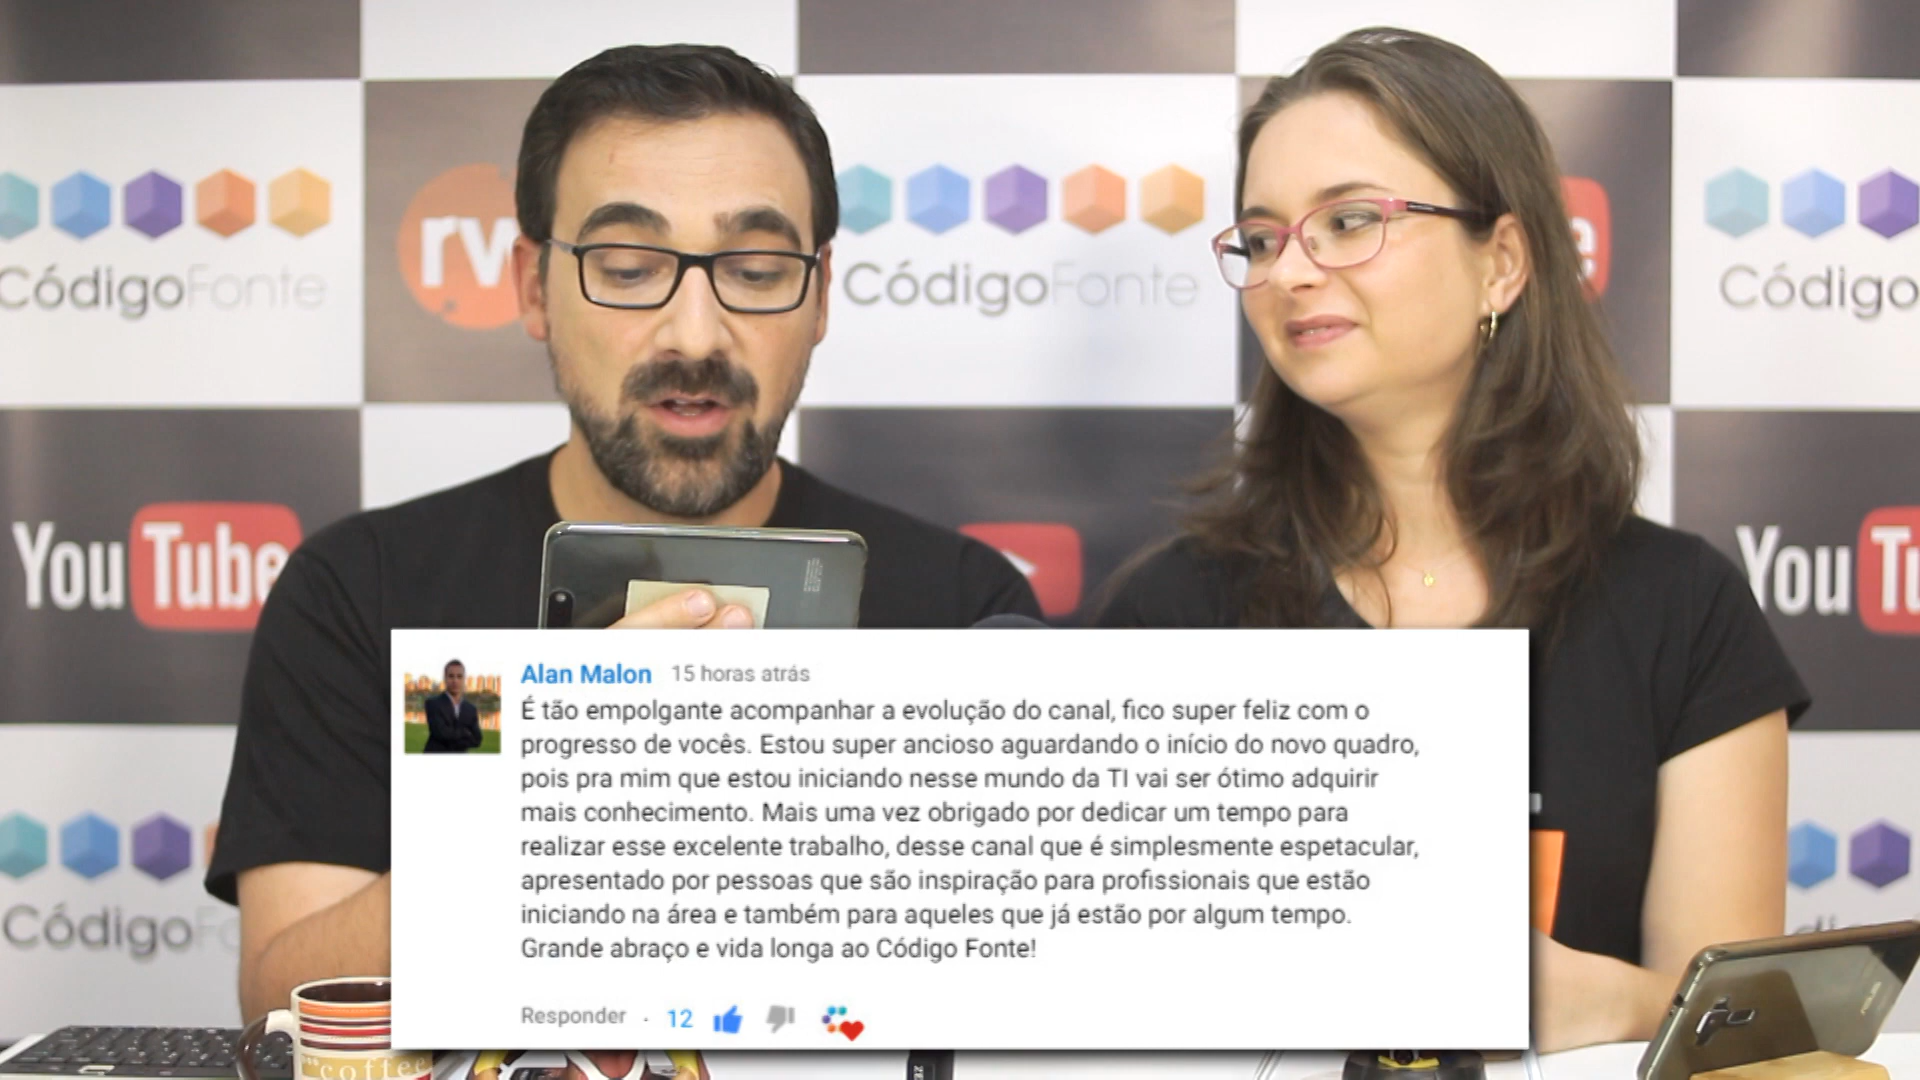 CódigoFonte
rw
CódigoFonte
e
Código
YouTube
YouTu
Alan Malon 15 horas atrás
É tão empolgante acompanhar a evolução do canal, fico super feliz com o
progresso de vocês. Estou super ancioso aguardando o início do novo quadro,
pois pra mim que estou iniciando nesse mundo da TI vai ser ótimo adquirir
mais conhecimento. Mais uma vez obrigado por dedicar um tempo para
realizar esse excelente trabalho, desse canal que é simplesmente espetacular,
apresentado por pessoas que são inspiração para profissionais que estão
iniciando na área e também para aqueles que já estão por algum tempo.
Grande abraço e vida longa ao Código Fonte!
Responder · 12
CódigoFo
coffee
ASUS